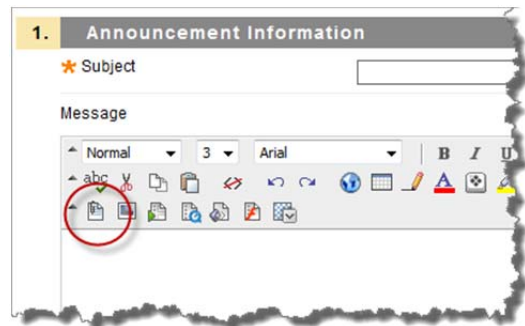 1. Announcement Information
* Subject
Message
Normal 3 Arial B I U
abc A